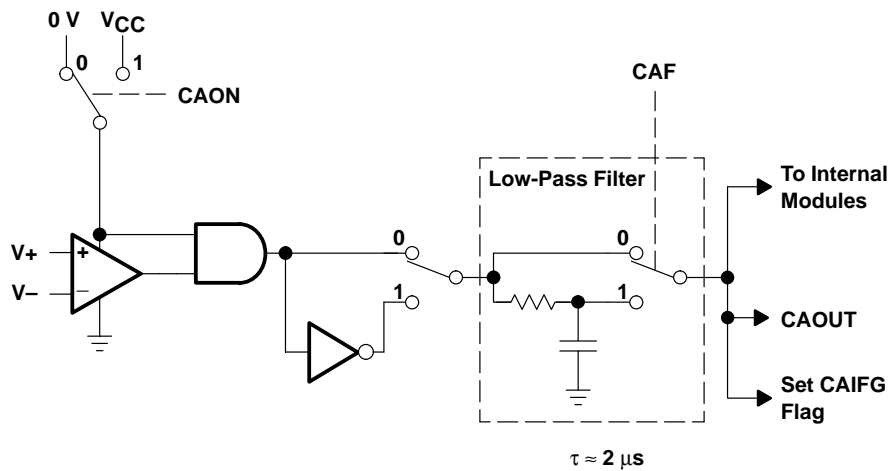 0 V
VCC
0
1
CAON
CAF
Low-Pass Filter
To Internal
Modules
V+
+
V−
−
0
1
0
1
CAOUT
Set CAIFG
Flag
τ ≈ 2 μs